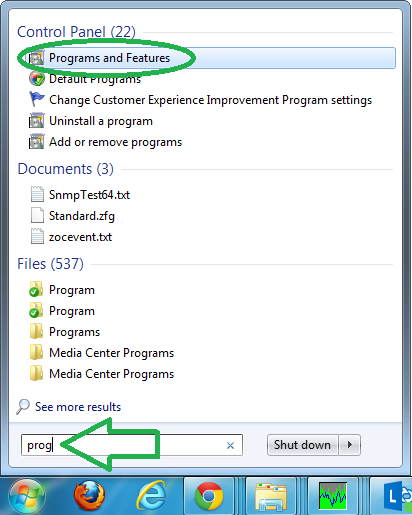 Control Panel (22)
Programs and Features
Default Programs
Change Customer Experience Improvement Program settings
Uninstall a program
Add or remove programs
Documents (3)
SnmpTest64.txt
Standard.zfg
zocevent.txt
Files (537)
Program
Program
Programs
Media Center Programs
Media Center Programs
See more results
prog
Shut down